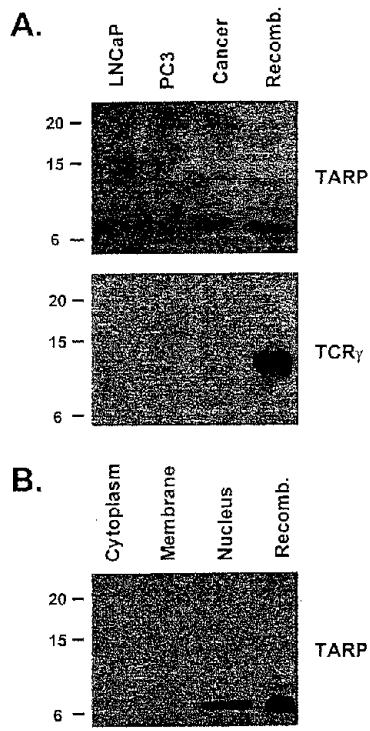 A.
LNCaP PC3 Cancer Recomb.
20
15
6
TARP
20
15
6
TCRγ
B.
Cytoplasm Membrane Nucleus Recomb.
20
15
6
TARP